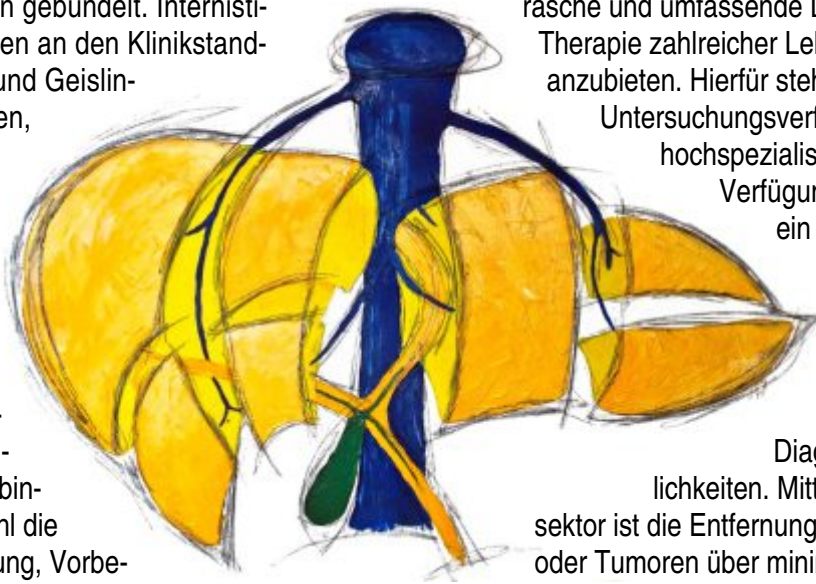 n gebündelt. Internisti-
en an den Klinikstand-
und Geislin-
en,
-
bin-
hl die
ung, Vorbe-
rasche und umfassende
Therapie zahlreicher Leb
anzubieten. Hierfür steh
Untersuchungsverf
hochspezialis
Verfügun
ein
Diag
lichkeiten. Mitt
sektor ist die Entfernung
oder Tumoren über mini